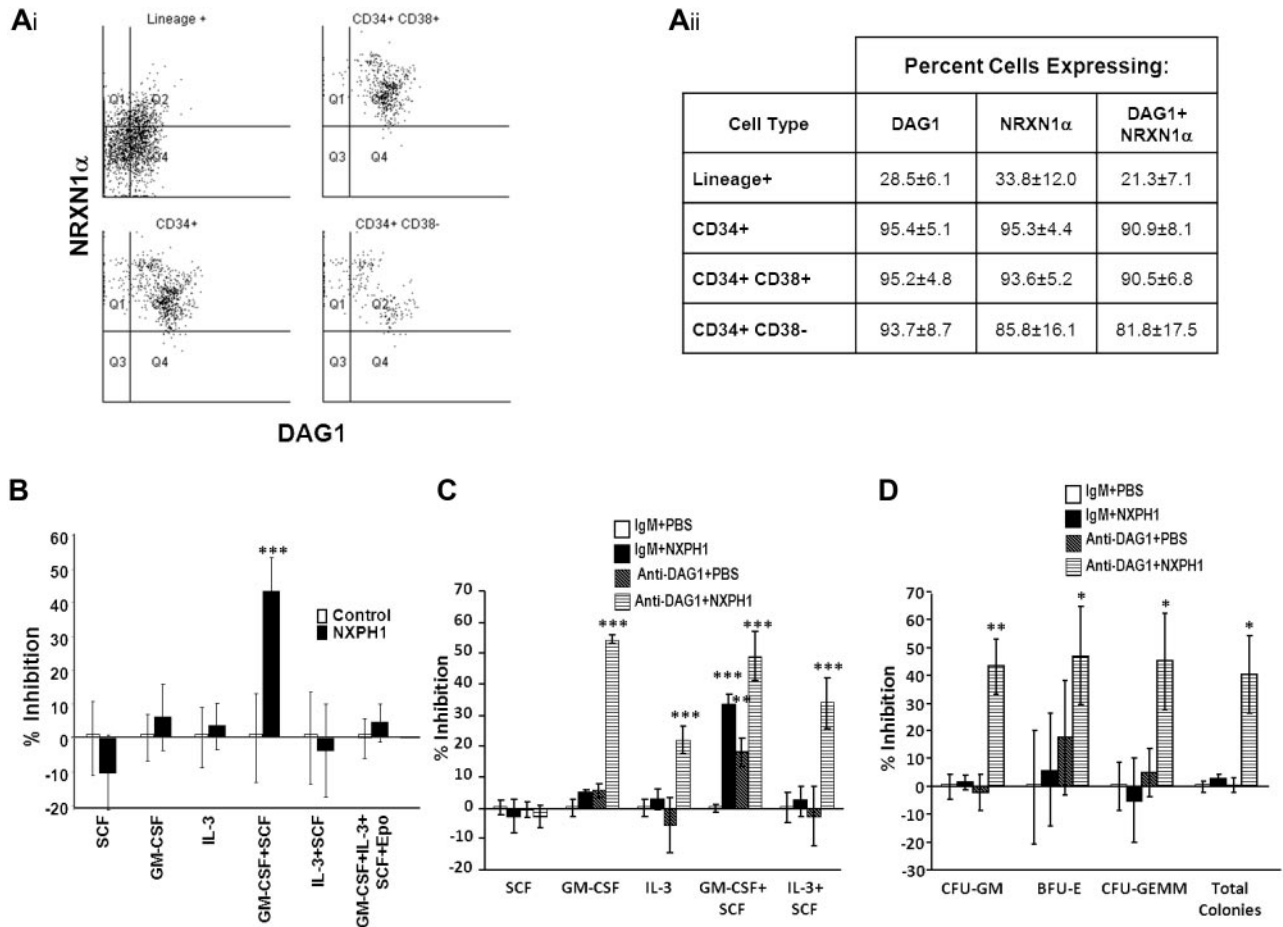 Ai
Lineage +
CD34+ CD38+
Q1
Q2
Q4
Q1
Q3
Q4
CD34+
CD34+ CD38-
Q1
Q3
Q4
Q1
Q2
Q3
Q4
NRXN1α
DAG1
Aii
Percent Cells Expressing:
Cell Type DAG1 NRXN1α DAG1+ NRXN1α
Lineage+ 28.5±6.1 33.8±12.0 21.3±7.1
CD34+ 95.4±5.1 95.3±4.4 90.9±8.1
CD34+ CD38+ 95.2±4.8 93.6±5.2 90.5±6.8
CD34+ CD38- 93.7±8.7 85.8±16.1 81.8±17.5
B
% Inhibition
60
50
40
30
20
10
0
-10
-20
***
Control
NXPH1
SCF
GM-CSF
IL-3
GM-CSF+SCF
IL-3+SCF
GM-CSF+IL-3+
SCF+Epo
C
IgM+PBS
IgM+NXPH1
Anti-DAG1+PBS
Anti-DAG1+NXPH1
% Inhibition
70
60
50
40
30
20
10
0
-10
-20
***
***
***
**
***
***
SCF
GM-CSF
IL-3
GM-CSF+
SCF
IL-3+
SCF
D
IgM+PBS
IgM+NXPH1
Anti-DAG1+PBS
Anti-DAG1+NXPH1
% Inhibition
70
60
50
40
30
20
10
0
-10
-20
-30
**
*
*
*
CFU-GM
BFU-E
CFU-GEMM
Total
Colonies